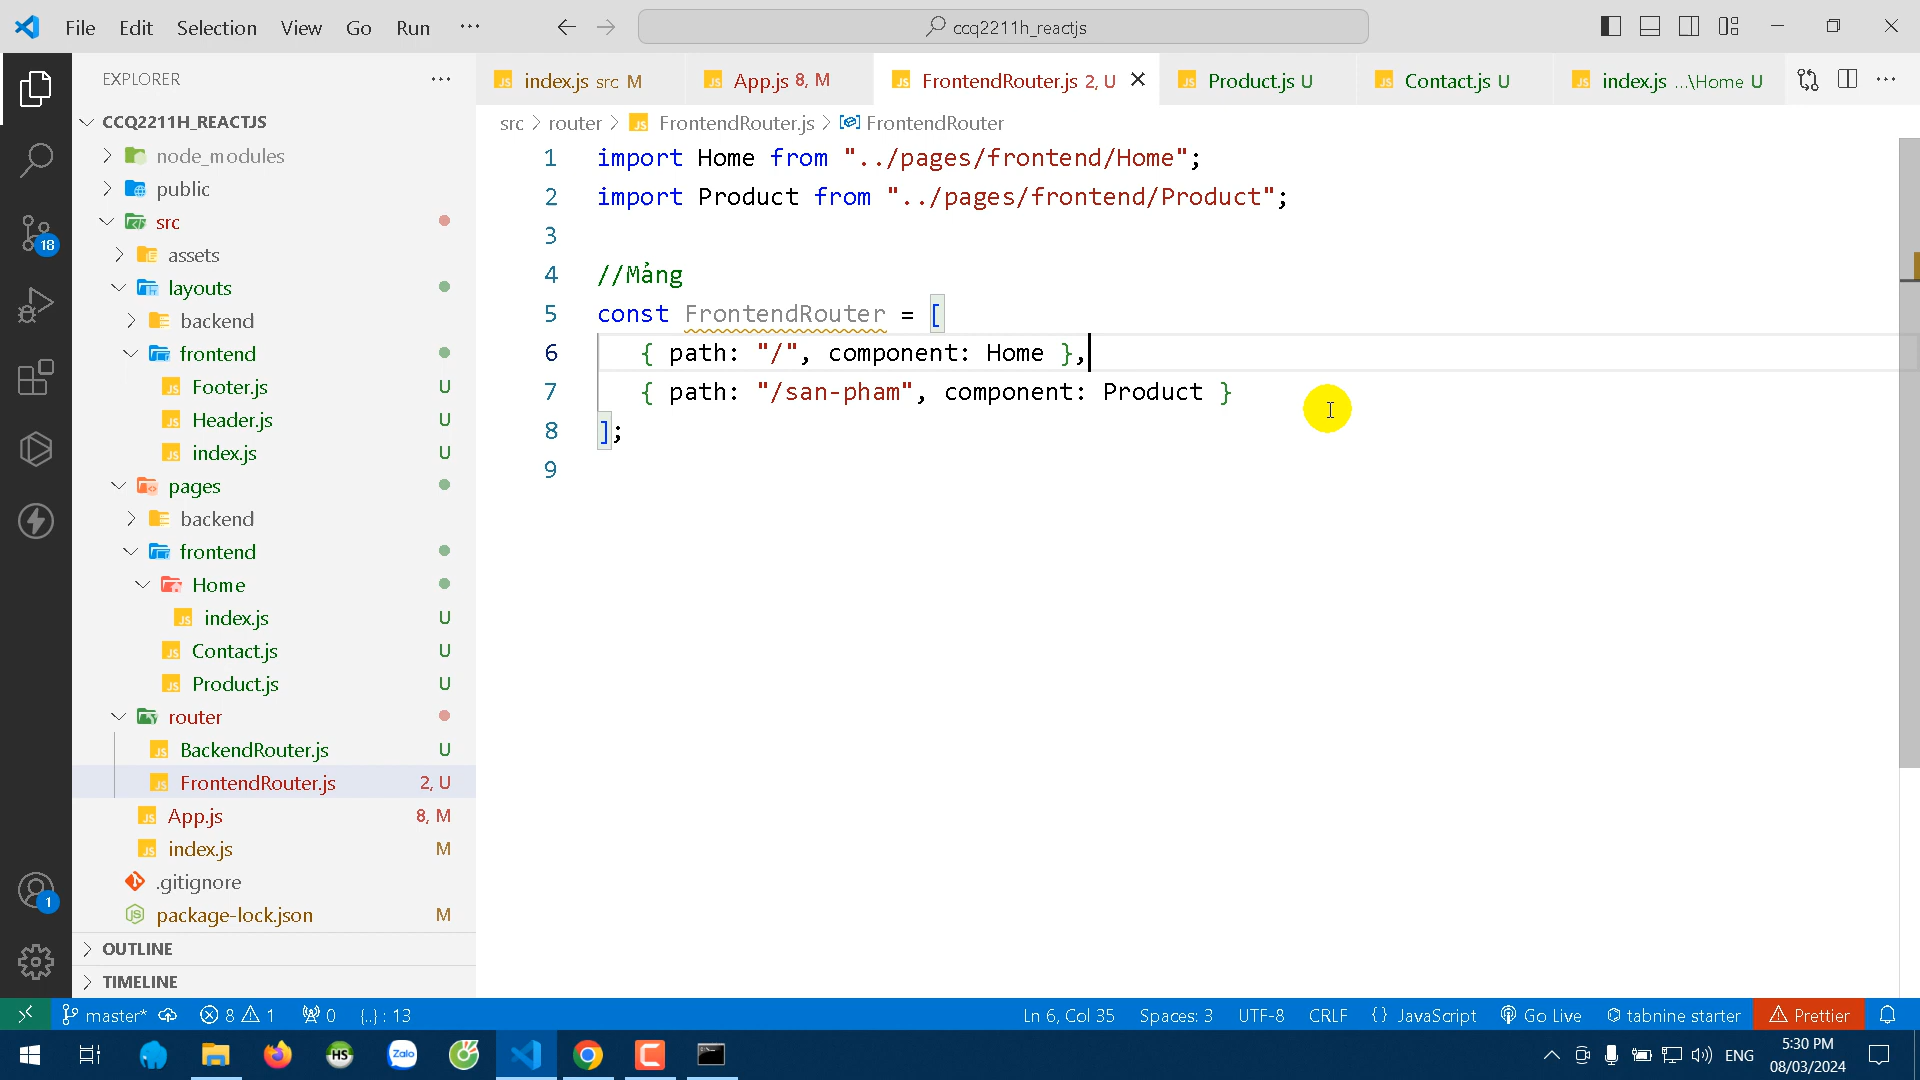 File Edit Selection View Go Run ··· ccq2211h_reactjs
EXPLORER ···
index.js src M App.js 8, M FrontendRouter.js 2, U Product.js U Contact.js U index.js ...\Home U ···
src > router > FrontendRouter.js > FrontendRouter
CCQ2211H_REACTJS
node_modules
public
src
assets
layouts
backend
frontend
Footer.js U
Header.js U
index.js U
pages
backend
frontend
Home
index.js U
Contact.js U
Product.js U
router
BackendRouter.js U
FrontendRouter.js 2, U
App.js 8, M
index.js M
.gitignore
package-lock.json M
OUTLINE
TIMELINE
1 import Home from "../pages/frontend/Home";
2 import Product from "../pages/frontend/Product";
3
4 //Mảng
5 const FrontendRouter = [
6 { path: "/", component: Home },
7 { path: "/san-pham", component: Product }
8 ];
9
18
1
master* 8 1 0 {..} : 13 Ln 6, Col 35 Spaces: 3 UTF-8 CRLF {} JavaScript Go Live tabnine starter Prettier
HS Zalo ENG 5:30 PM
08/03/2024